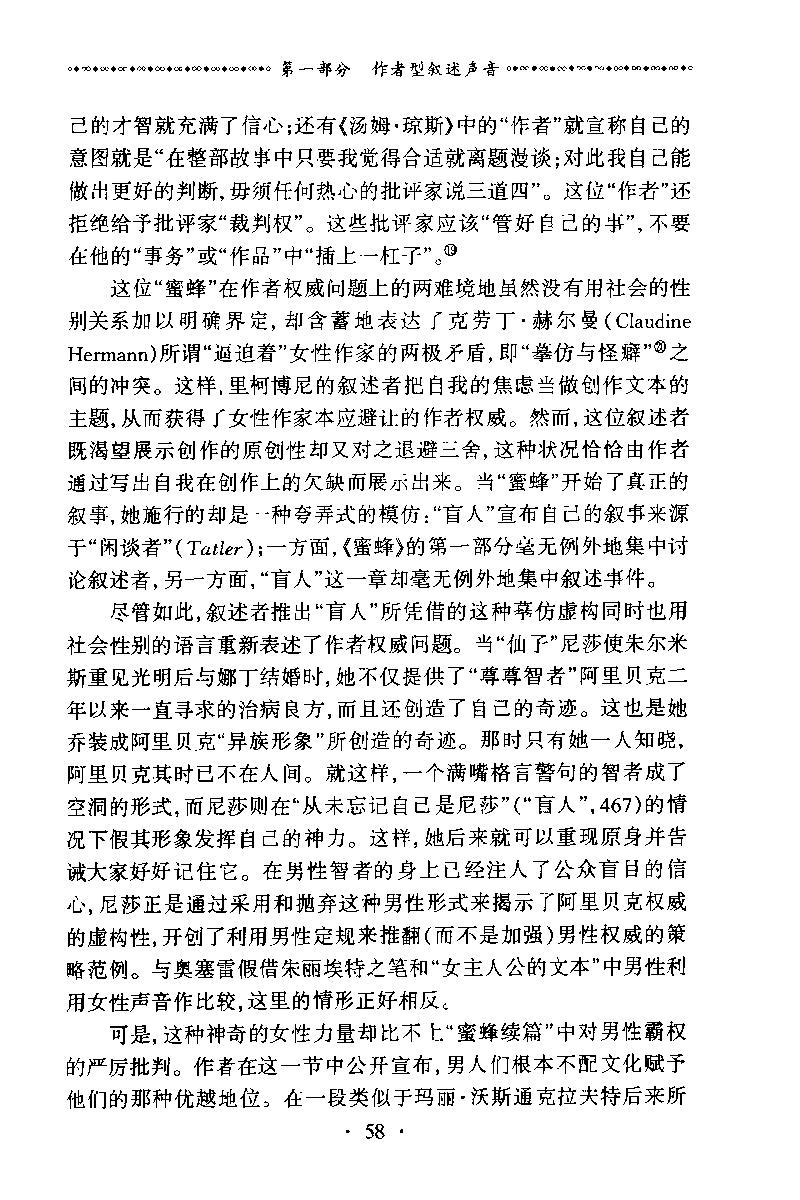 第一部分 作者型叙述声音
己的才智就充满了信心;还有《汤姆·琼斯》中的“作者”就宣称自己的
意图就是“在整部故事中只要我觉得合适就离题漫谈;对此我自己能
做出更好的判断,毋须任何热心的批评家说三道四”。这位“作者”还
拒绝给予批评家“裁判权”。这些批评家应该“管好自己的事”,不要
在他的“事务”或“作品”中“插上一杠子”。⑲
这位“蜜蜂”在作者权威问题上的两难境地虽然没有用社会的性
别关系加以明确界定,却含蓄地表达了克劳丁·赫尔曼(Claudine
Hermann)所谓“逼迫着”女性作家的两极矛盾,即“摹仿与怪癖”⑳之
间的冲突。这样,里柯博尼的叙述者把自我的焦虑当做创作文本的
主题,从而获得了女性作家本应避让的作者权威。然而,这位叙述者
既渴望展示创作的原创性却又对之退避三舍,这种状况恰恰由作者
通过写出自我在创作上的欠缺而展示出来。当“蜜蜂”开始了真正的
叙事,她施行的却是一种夸弄式的模仿:“盲人”宣布自己的叙事来源
于“闲谈者”(Tatler);一方面,《蜜蜂》的第一部分毫无例外地集中讨
论叙述者,另一方面,“盲人”这一章却毫无例外地集中叙述事件。
尽管如此,叙述者推出“盲人”所凭借的这种摹仿虚构同时也用
社会性别的语言重新表述了作者权威问题。当“仙子”尼莎使朱尔米
斯重见光明后与娜丁结婚时,她不仅提供了“尊尊智者”阿里贝克二
年以来一直寻求的治病良方,而且还创造了自己的奇迹。这也是她
乔装成阿里贝克“异族形象”所创造的奇迹。那时只有她一人知晓,
阿里贝克其时已不在人间。就这样,一个满嘴格言警句的智者成了
空洞的形式,而尼莎则在“从未忘记自己是尼莎”(“盲人”,467)的情
况下假其形象发挥自己的神力。这样,她后来就可以重现原身并告
诫大家好好记住它。在男性智者的身上已经注入了公众盲目的信
心,尼莎正是通过采用和抛弃这种男性形式来揭示了阿里贝克权威
的虚构性,开创了利用男性定规来推翻(而不是加强)男性权威的策
略范例。与奥塞雷假借朱丽埃特之笔和“女主人公的文本”中男性利
用女性声音作比较,这里的情形正好相反。
可是,这种神奇的女性力量却比不上“蜜蜂续篇”中对男性霸权
的严厉批判。作者在这一节中公开宣布,男人们根本不配文化赋予
他们的那种优越地位。在一段类似于玛丽·沃斯通克拉夫特后来所
· 58 ·